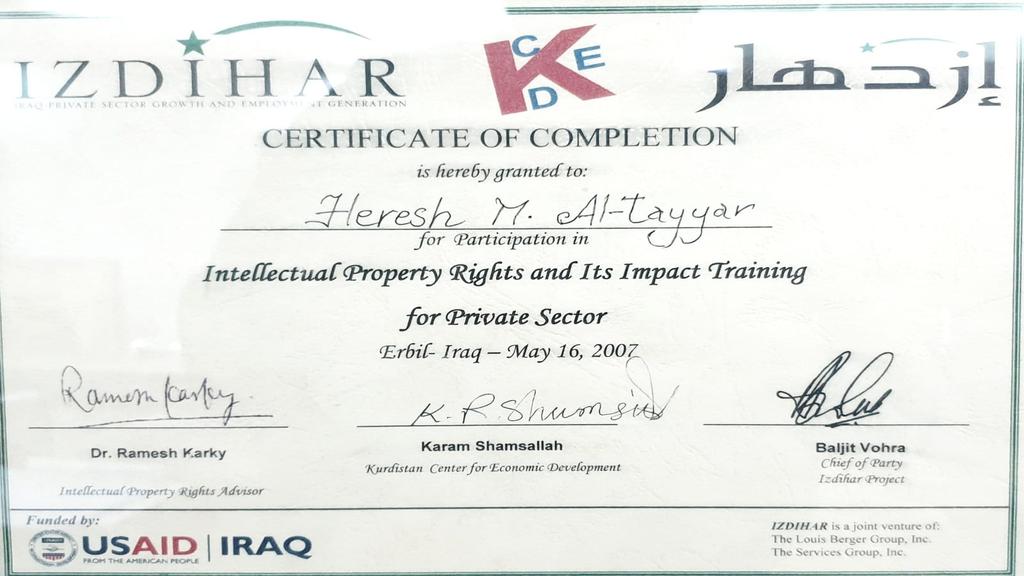 IZDIHAR
IRAQ PRIVATE SECTOR GROWTH AND EMPLOYMENT GENERATION
KCED
إزدهار
CERTIFICATE OF COMPLETION
is hereby granted to:
Heresh M. Al-tayyar
for Participation in
Intellectual Property Rights and Its Impact Training
for Private Sector
Erbil- Iraq – May 16, 2007
Ramesh Karky
K. R. Shumsid
Dr. Ramesh Karky
Intellectual Property Rights Advisor
Karam Shamsallah
Kurdistan Center for Economic Development
Baljit Vohra
Chief of Party
Izdihar Project
Funded by:
USAID | IRAQ
FROM THE AMERICAN PEOPLE
IZDIHAR is a joint venture of:
The Louis Berger Group, Inc.
The Services Group, Inc.